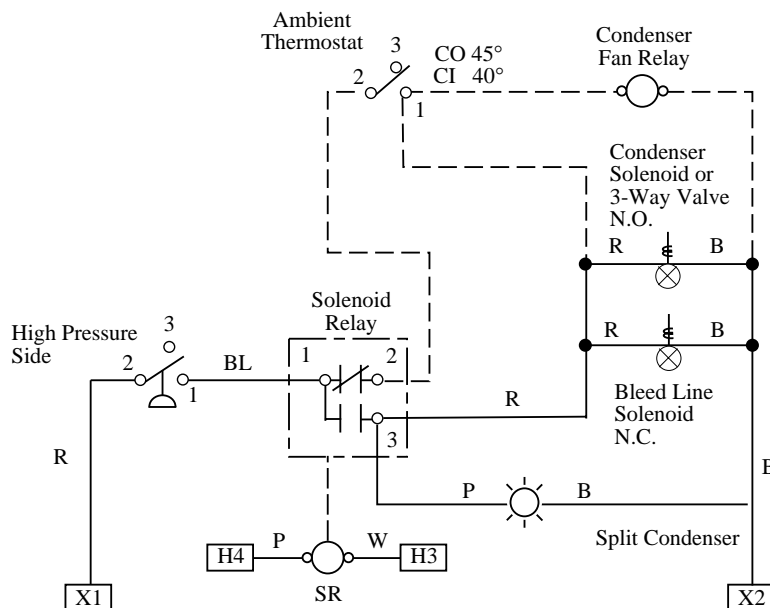 Ambient
Thermostat
3
2
1
CO 45°
CI 40°
Condenser
Fan Relay
Condenser
Solenoid or
3-Way Valve
N.O.
R
B
High Pressure
Side
3
2
1
BL
Solenoid
Relay
1
2
3
R
R
B
Bleed Line
Solenoid
N.C.
R
P
B
B
Split Condenser
H4
P
W
H3
SR
X1
X2